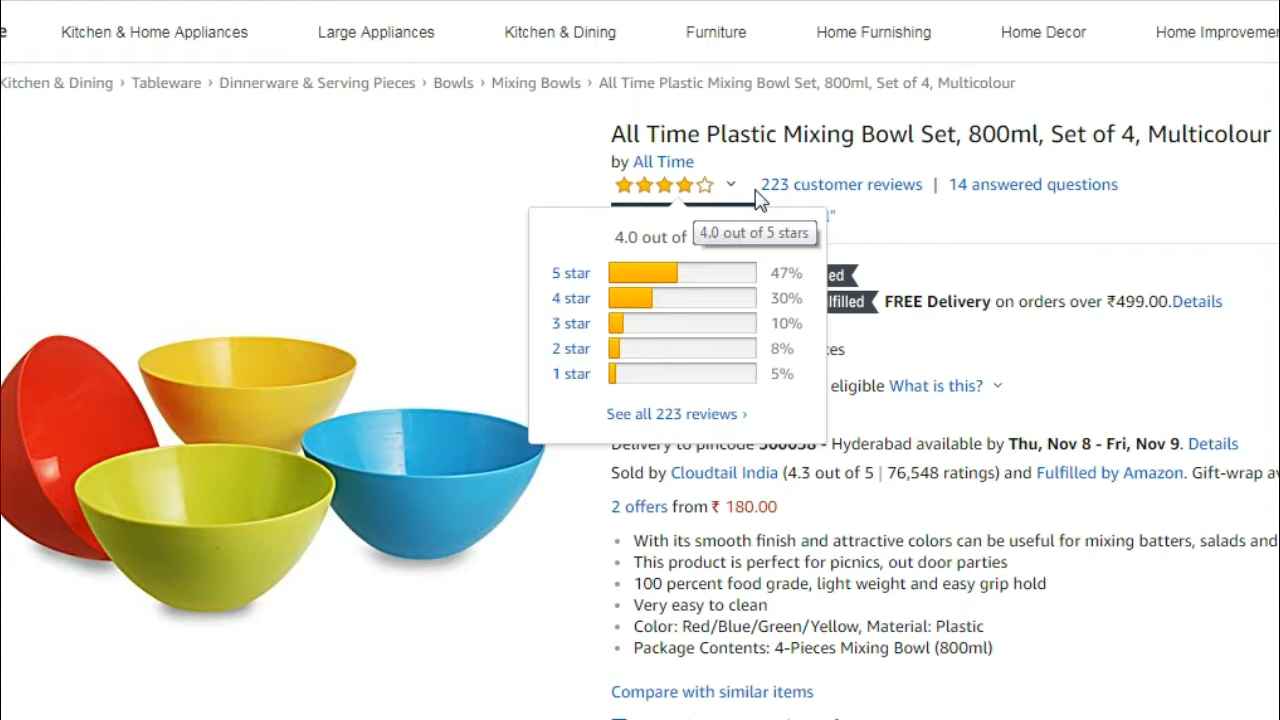 Kitchen & Home Appliances Large Appliances Kitchen & Dining Furniture Home Furnishing Home Decor Home
Kitchen & Dining › Tableware › Dinnerware & Serving Pieces › Bowls › Mixing Bowls › All Time Plastic Mixing Bowl Set, 800ml, Set of 4, Multicolour
All Time Plastic Mixing Bowl Set, 800ml, Set of 4, Multicolour
by All Time
223 customer reviews | 14 answered questions
4.0 out of
4.0 out of 5 stars
5 star 47%
4 star 30%
3 star 10%
2 star 8%
1 star 5%
See all 223 reviews ›
FREE Delivery on orders over ₹499.00.Details
eligible What is this?
Delivery to pincode - Hyderabad available by Thu, Nov 8 - Fri, Nov 9. Details
Sold by Cloudtail India (4.3 out of 5 | 76,548 ratings) and Fulfilled by Amazon. Gift-wrap
2 offers from ₹ 180.00
• With its smooth finish and attractive colors can be useful for mixing batters, salads and
• This product is perfect for picnics, out door parties
• 100 percent food grade, light weight and easy grip hold
• Very easy to clean
• Color: Red/Blue/Green/Yellow, Material: Plastic
• Package Contents: 4-Pieces Mixing Bowl (800ml)
Compare with similar items